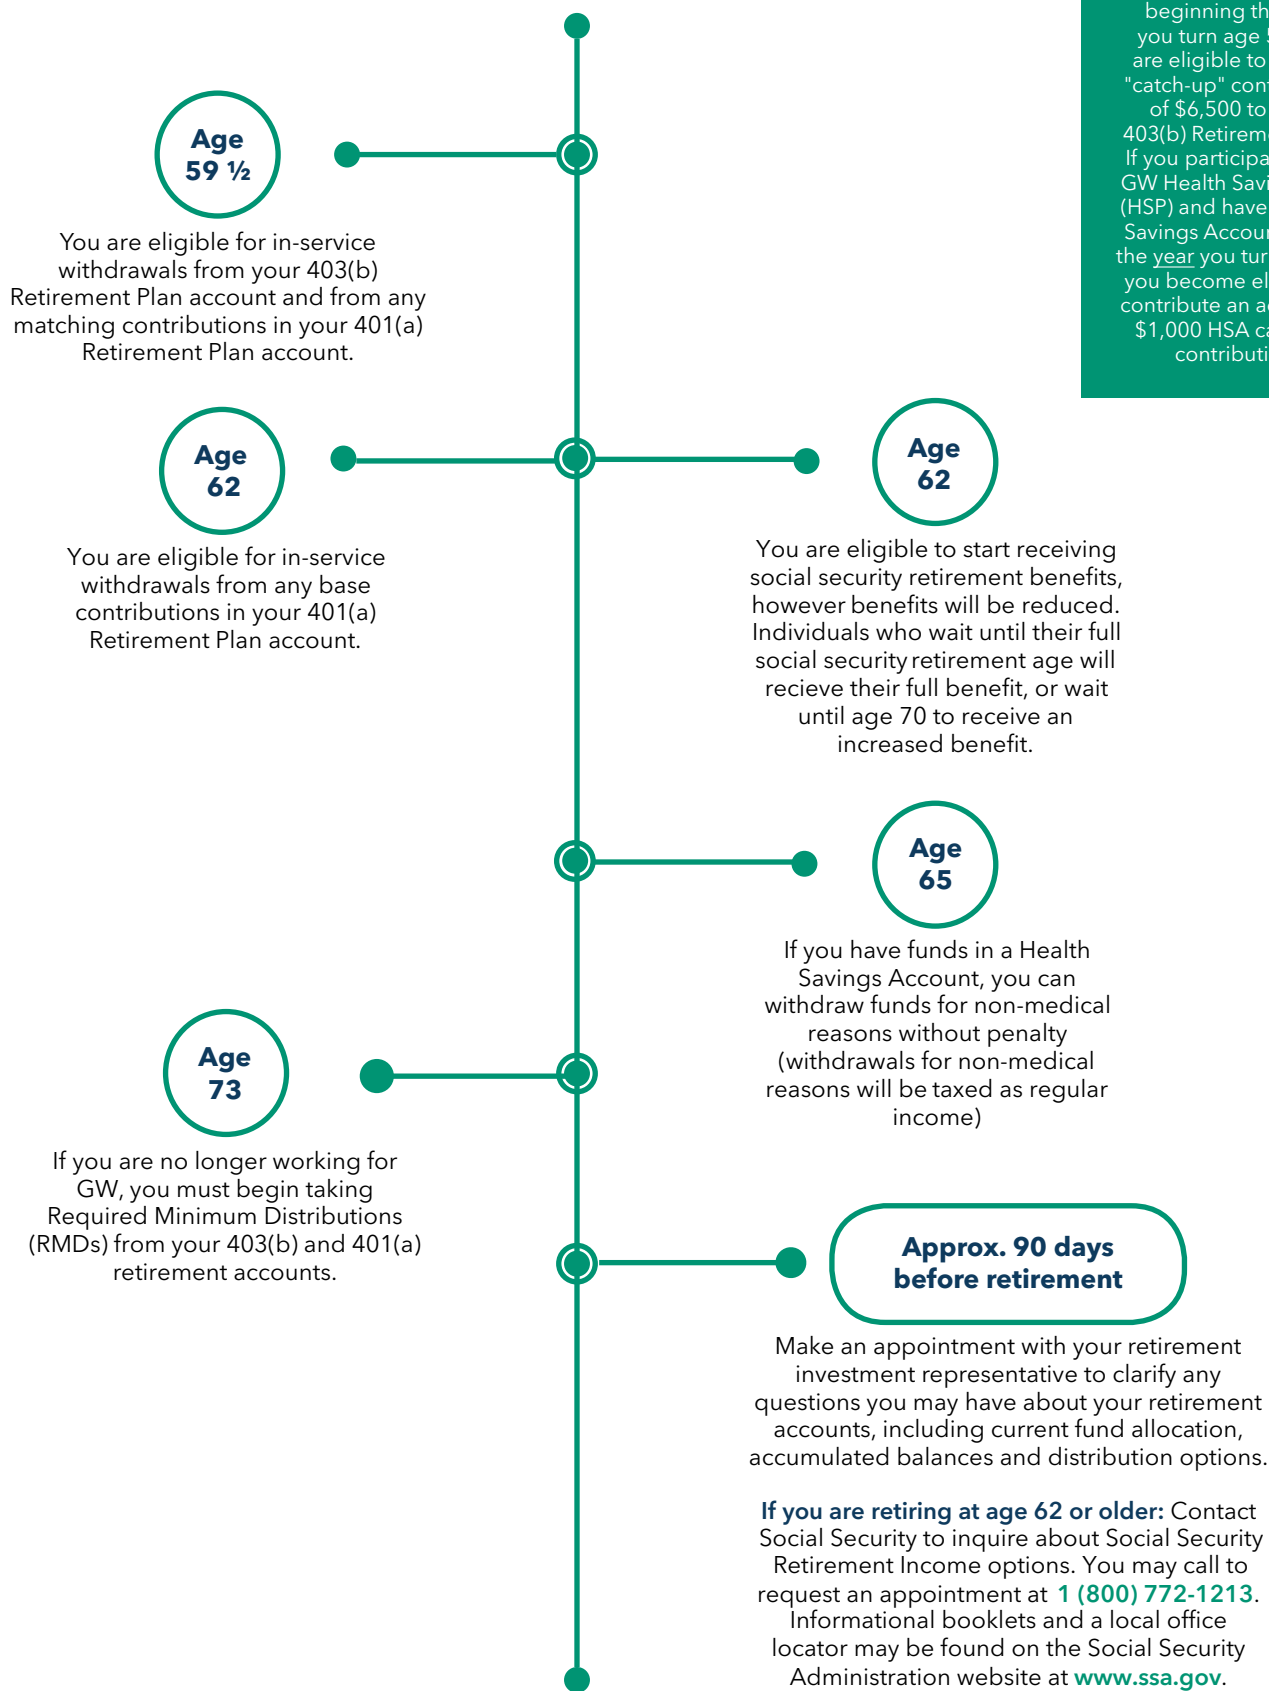 beginning th
you turn age
are eligible to
"catch-up" con
of $6,500 to
403(b) Retirem
If you participa
GW Health Savi
(HSP) and have
Savings Accoun
the year you tur
you become el
contribute an a
$1,000 HSA ca
contributi
Age
59 ½
You are eligible for in-service
withdrawals from your 403(b)
Retirement Plan account and from any
matching contributions in your 401(a)
Retirement Plan account.
Age
62
You are eligible for in-service
withdrawals from any base
contributions in your 401(a)
Retirement Plan account.
Age
62
You are eligible to start receiving
social security retirement benefits,
however benefits will be reduced.
Individuals who wait until their full
social security retirement age will
recieve their full benefit, or wait
until age 70 to receive an
increased benefit.
Age
65
If you have funds in a Health
Savings Account, you can
withdraw funds for non-medical
reasons without penalty
(withdrawals for non-medical
reasons will be taxed as regular
income)
Age
73
If you are no longer working for
GW, you must begin taking
Required Minimum Distributions
(RMDs) from your 403(b) and 401(a)
retirement accounts.
Approx. 90 days
before retirement
Make an appointment with your retirement
investment representative to clarify any
questions you may have about your retirement
accounts, including current fund allocation,
accumulated balances and distribution options.
If you are retiring at age 62 or older: Contact
Social Security to inquire about Social Security
Retirement Income options. You may call to
request an appointment at 1 (800) 772-1213.
Informational booklets and a local office
locator may be found on the Social Security
Administration website at www.ssa.gov.